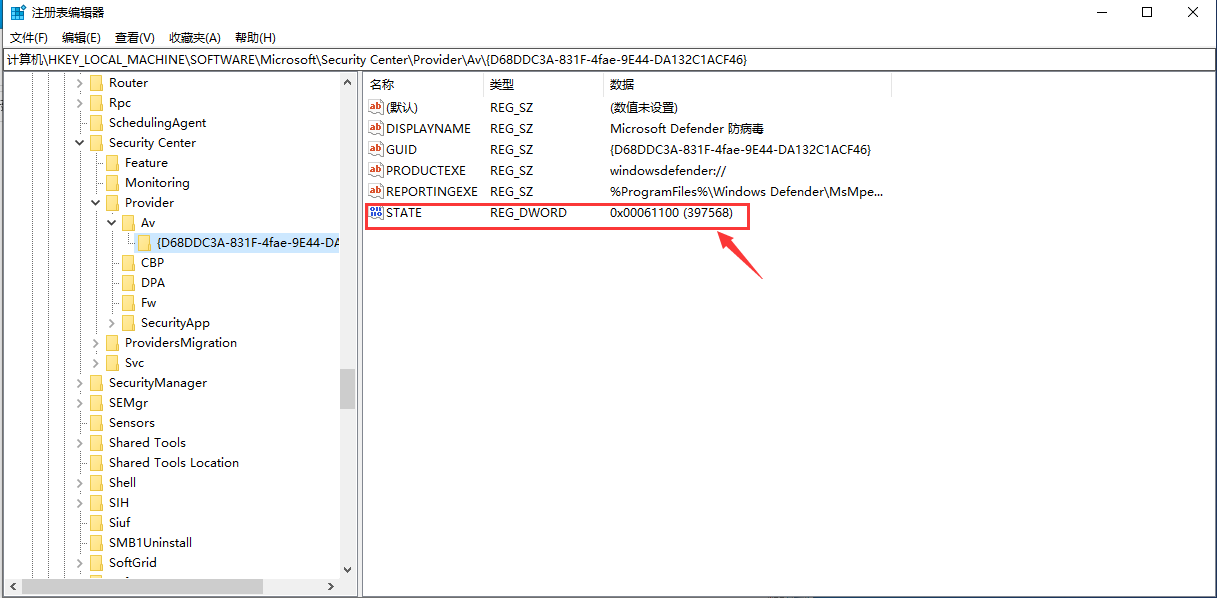 注册表编辑器
文件(F) 编辑(E) 查看(V) 收藏夹(A) 帮助(H)
计算机\HKEY_LOCAL_MACHINE\SOFTWARE\Microsoft\Security Center\Provider\Av\{D68DDC3A-831F-4fae-9E44-DA132C1ACF46}
Router
Rpc
SchedulingAgent
Security Center
Feature
Monitoring
Provider
Av
{D68DDC3A-831F-4fae-9E44-DA
CBP
DPA
Fw
SecurityApp
ProvidersMigration
Svc
SecurityManager
SEMgr
Sensors
Shared Tools
Shared Tools Location
Shell
SIH
Siuf
SMB1Uninstall
SoftGrid
名称 类型 数据
(默认) REG_SZ (数值未设置)
DISPLAYNAME REG_SZ Microsoft Defender 防病毒
GUID REG_SZ {D68DDC3A-831F-4fae-9E44-DA132C1ACF46}
PRODUCTEXE REG_SZ windowsdefender://
REPORTINGEXE REG_SZ %ProgramFiles%\Windows Defender\MsMpe...
STATE REG_DWORD 0x00061100 (397568)